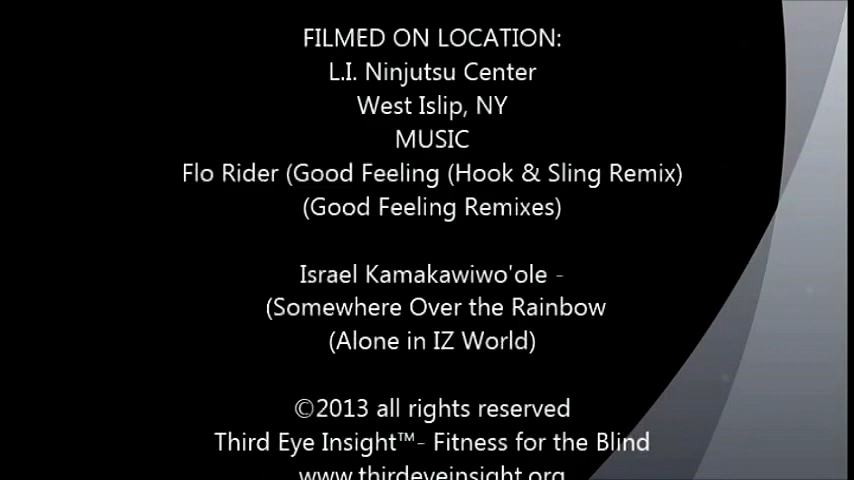 FILMED ON LOCATION:
L.I. Ninjutsu Center
West Islip, NY
MUSIC
Flo Rider (Good Feeling (Hook & Sling Remix)
(Good Feeling Remixes)
Israel Kamakawiwo'ole -
(Somewhere Over the Rainbow
(Alone in IZ World)
©2013 all rights reserved
Third Eye Insight™- Fitness for the Blind
www.thirdeyeinsight.org